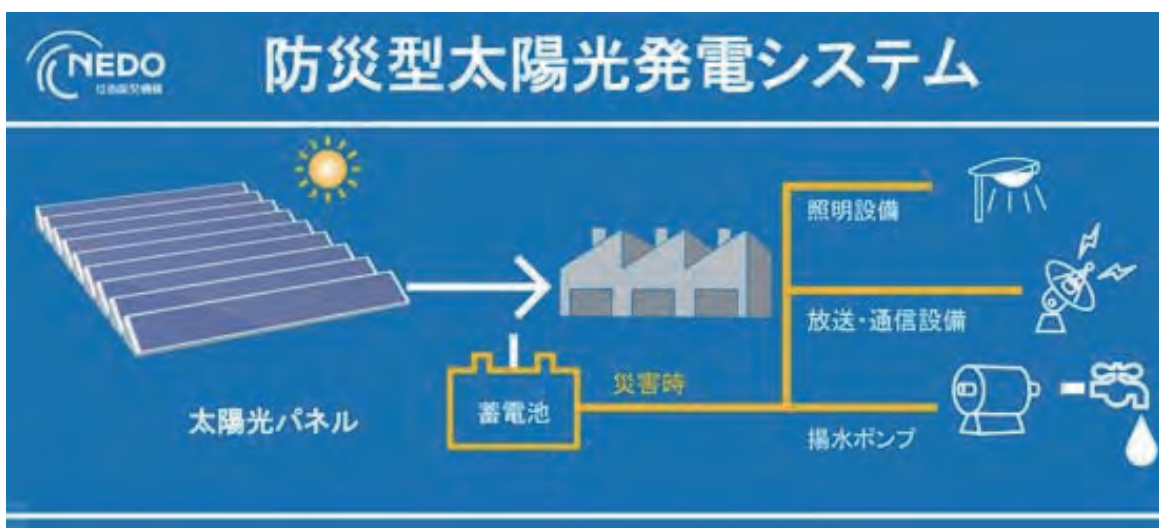 NEDO
防災型太陽光発電システム
照明設備
放送・通信設備
災害時
蓄電池
太陽光パネル
揚水ポンプ